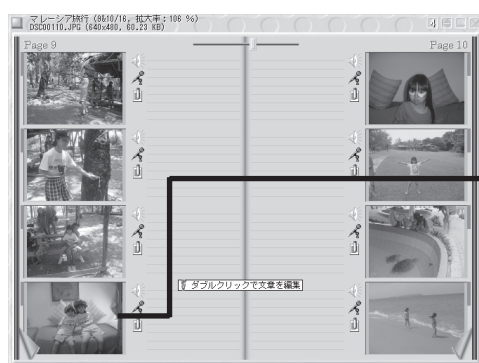 マレーシア旅行 (9&10/16, 拡大率:106 %)
DSC00110.JPG (640x480, 60.23 KB)
Page 9
Page 10
ダブルクリックで文章を編集